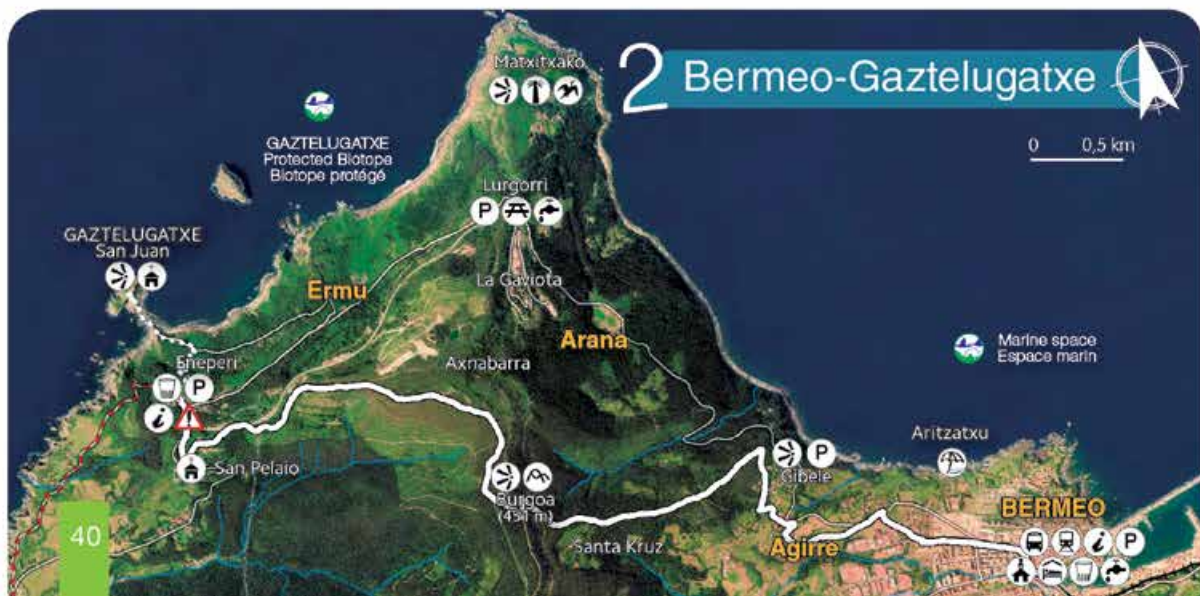 2 Bermeo-Gaztelugatxe
0 0,5 km
Matxitxako
GAZTELUGATXE
Protected Biotope
Biotope protégé
Lurgorri
P
GAZTELUGATXE
San Juan
La Gaviota
Ermu
Arana
Marine space
Espace marin
Eneperi
P
i
Axnabarra
San Pelaio
Burgoa
(451 m)
P
Gibele
Aritzatxu
Santa Kruz
Agirre
BERMEO
i P
40